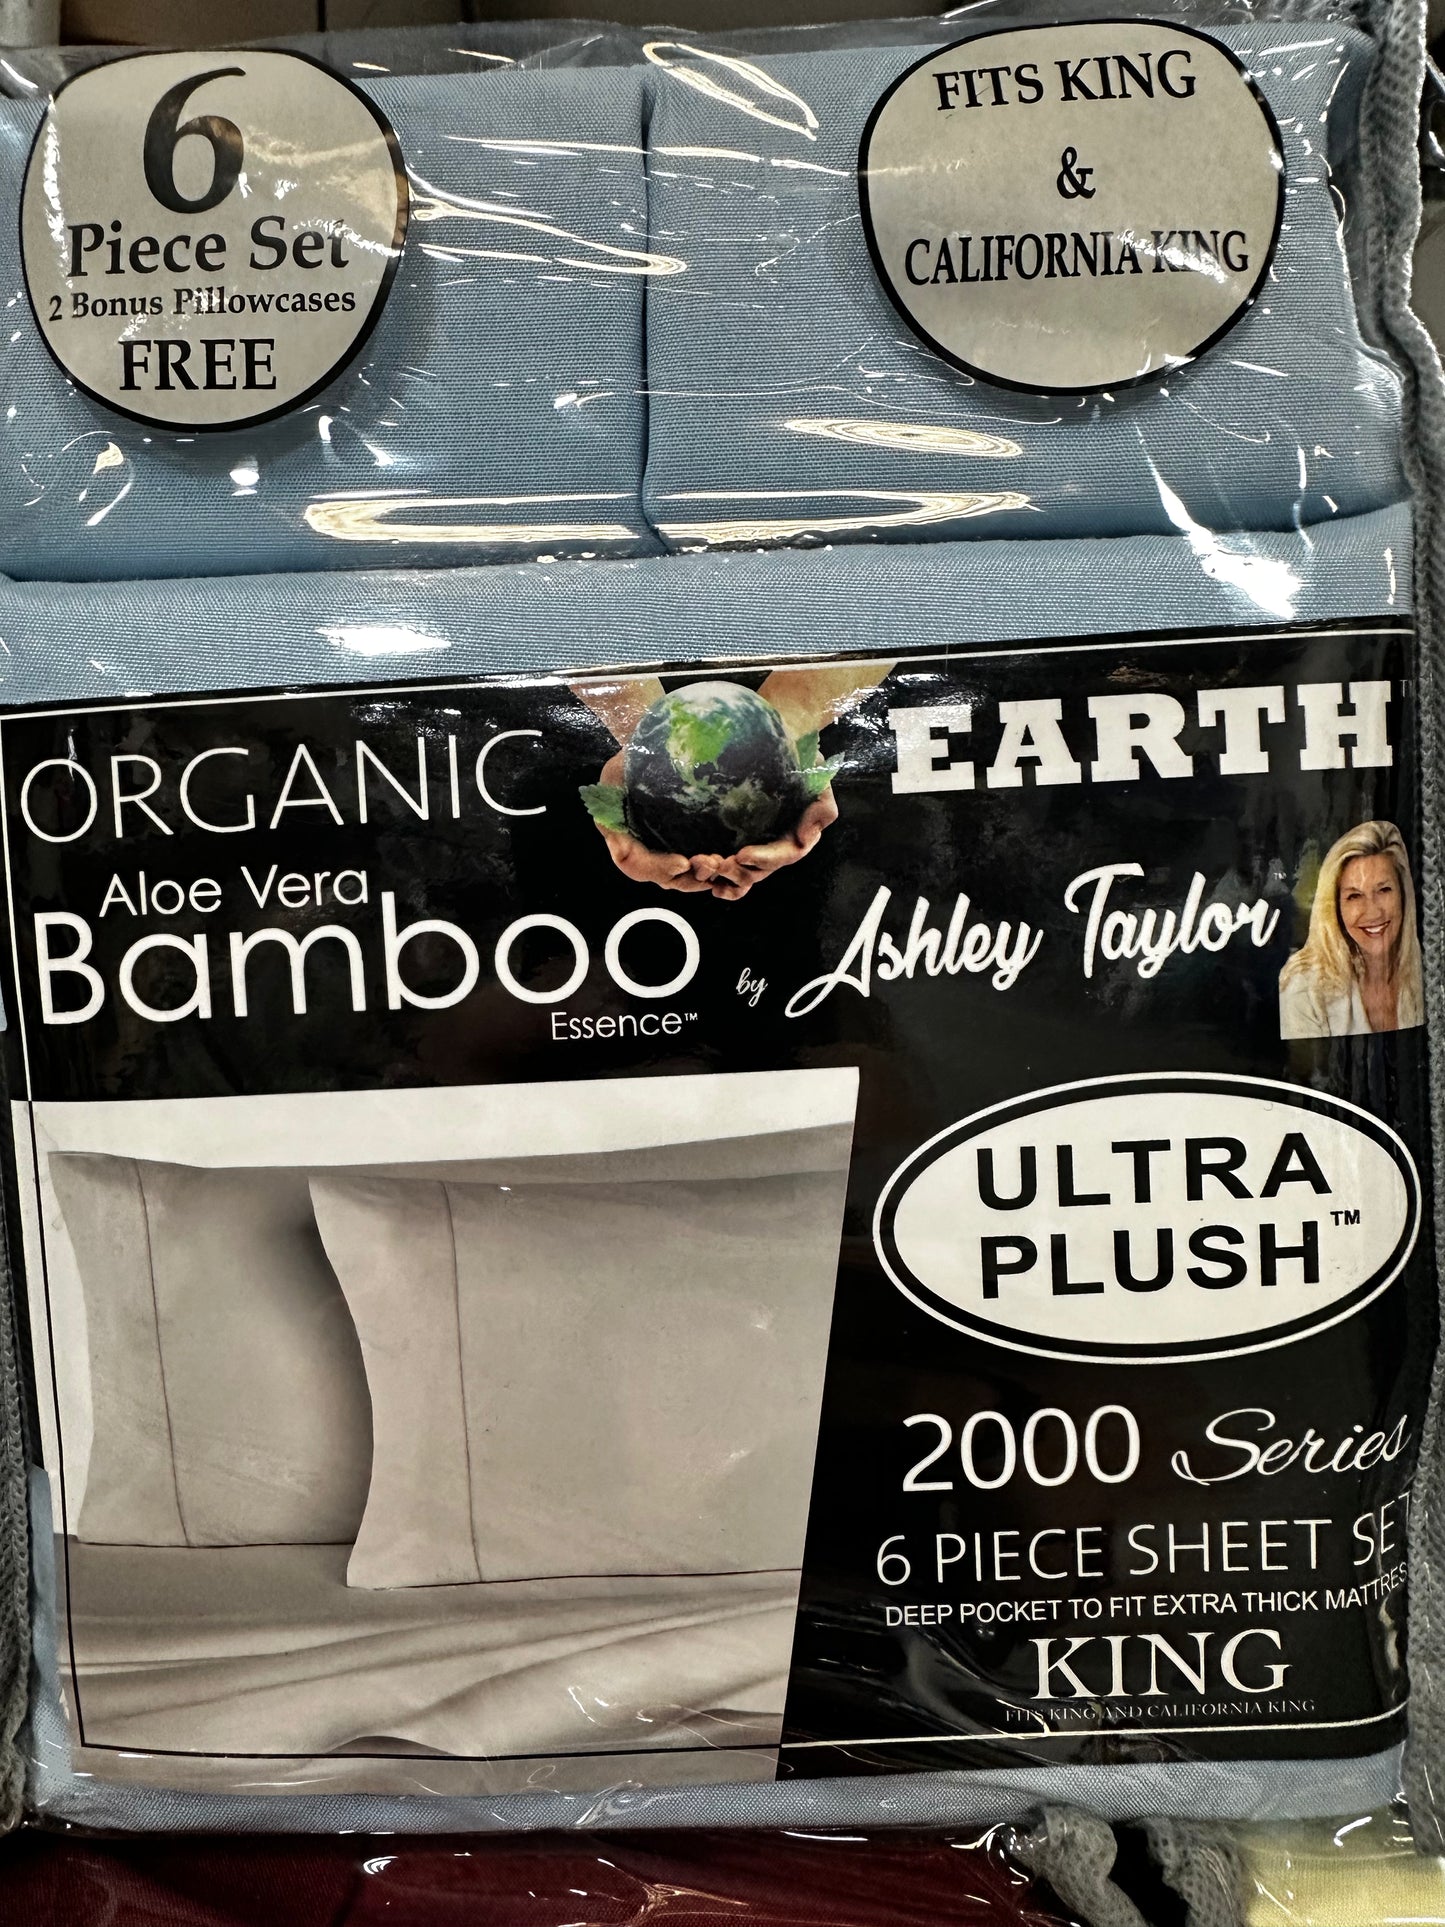 6
Piece Set
2 Bonus Pillowcases
FREE
FITS KING
&
CALIFORNIA KING
ORGANIC
Aloe Vera
Bamboo
Essence™
EARTH
by Ashley Taylor™
ULTRA
PLUSH™
2000 Series
6 PIECE SHEET SET
DEEP POCKET TO FIT EXTRA THICK MATTRES
KING
FITS KING AND CALIFORNIA KING